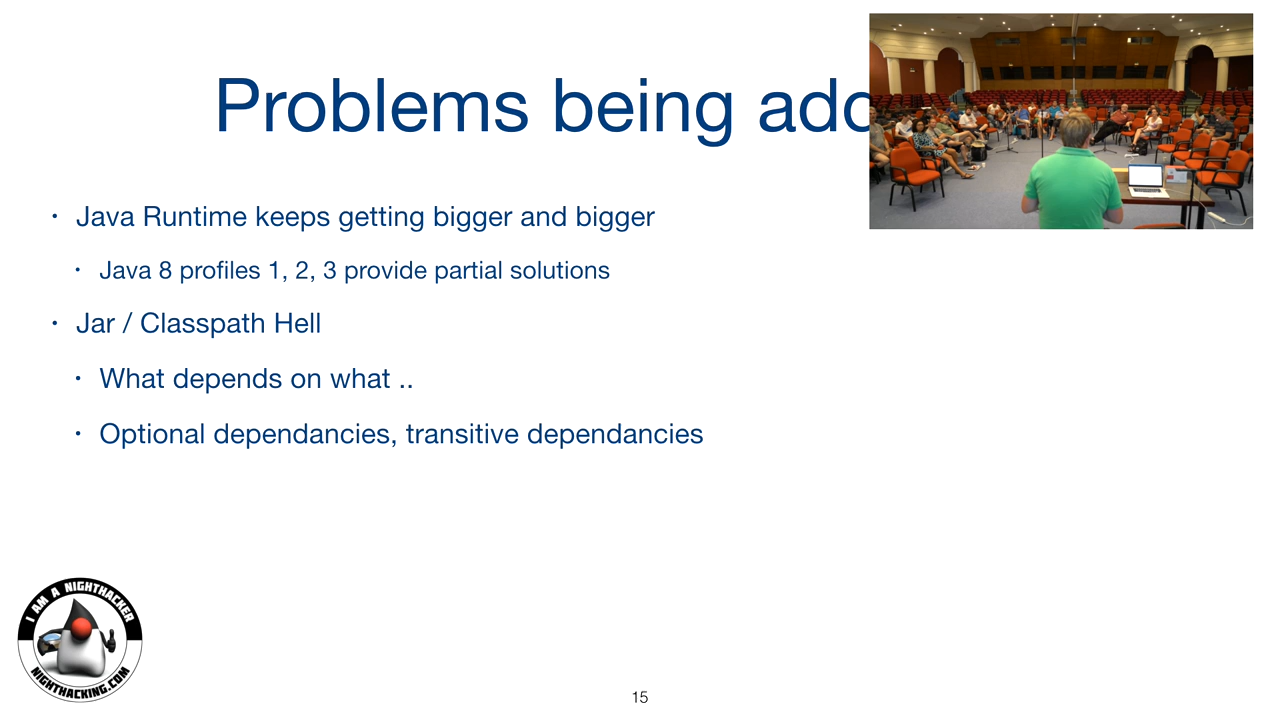 Problems being
• Java Runtime keeps getting bigger and bigger
• Java 8 profiles 1, 2, 3 provide partial solutions
• Jar / Classpath Hell
• What depends on what ..
• Optional dependancies, transitive dependancies
I AM A NIGHTHACKER
NIGHTHACKING.COM
15